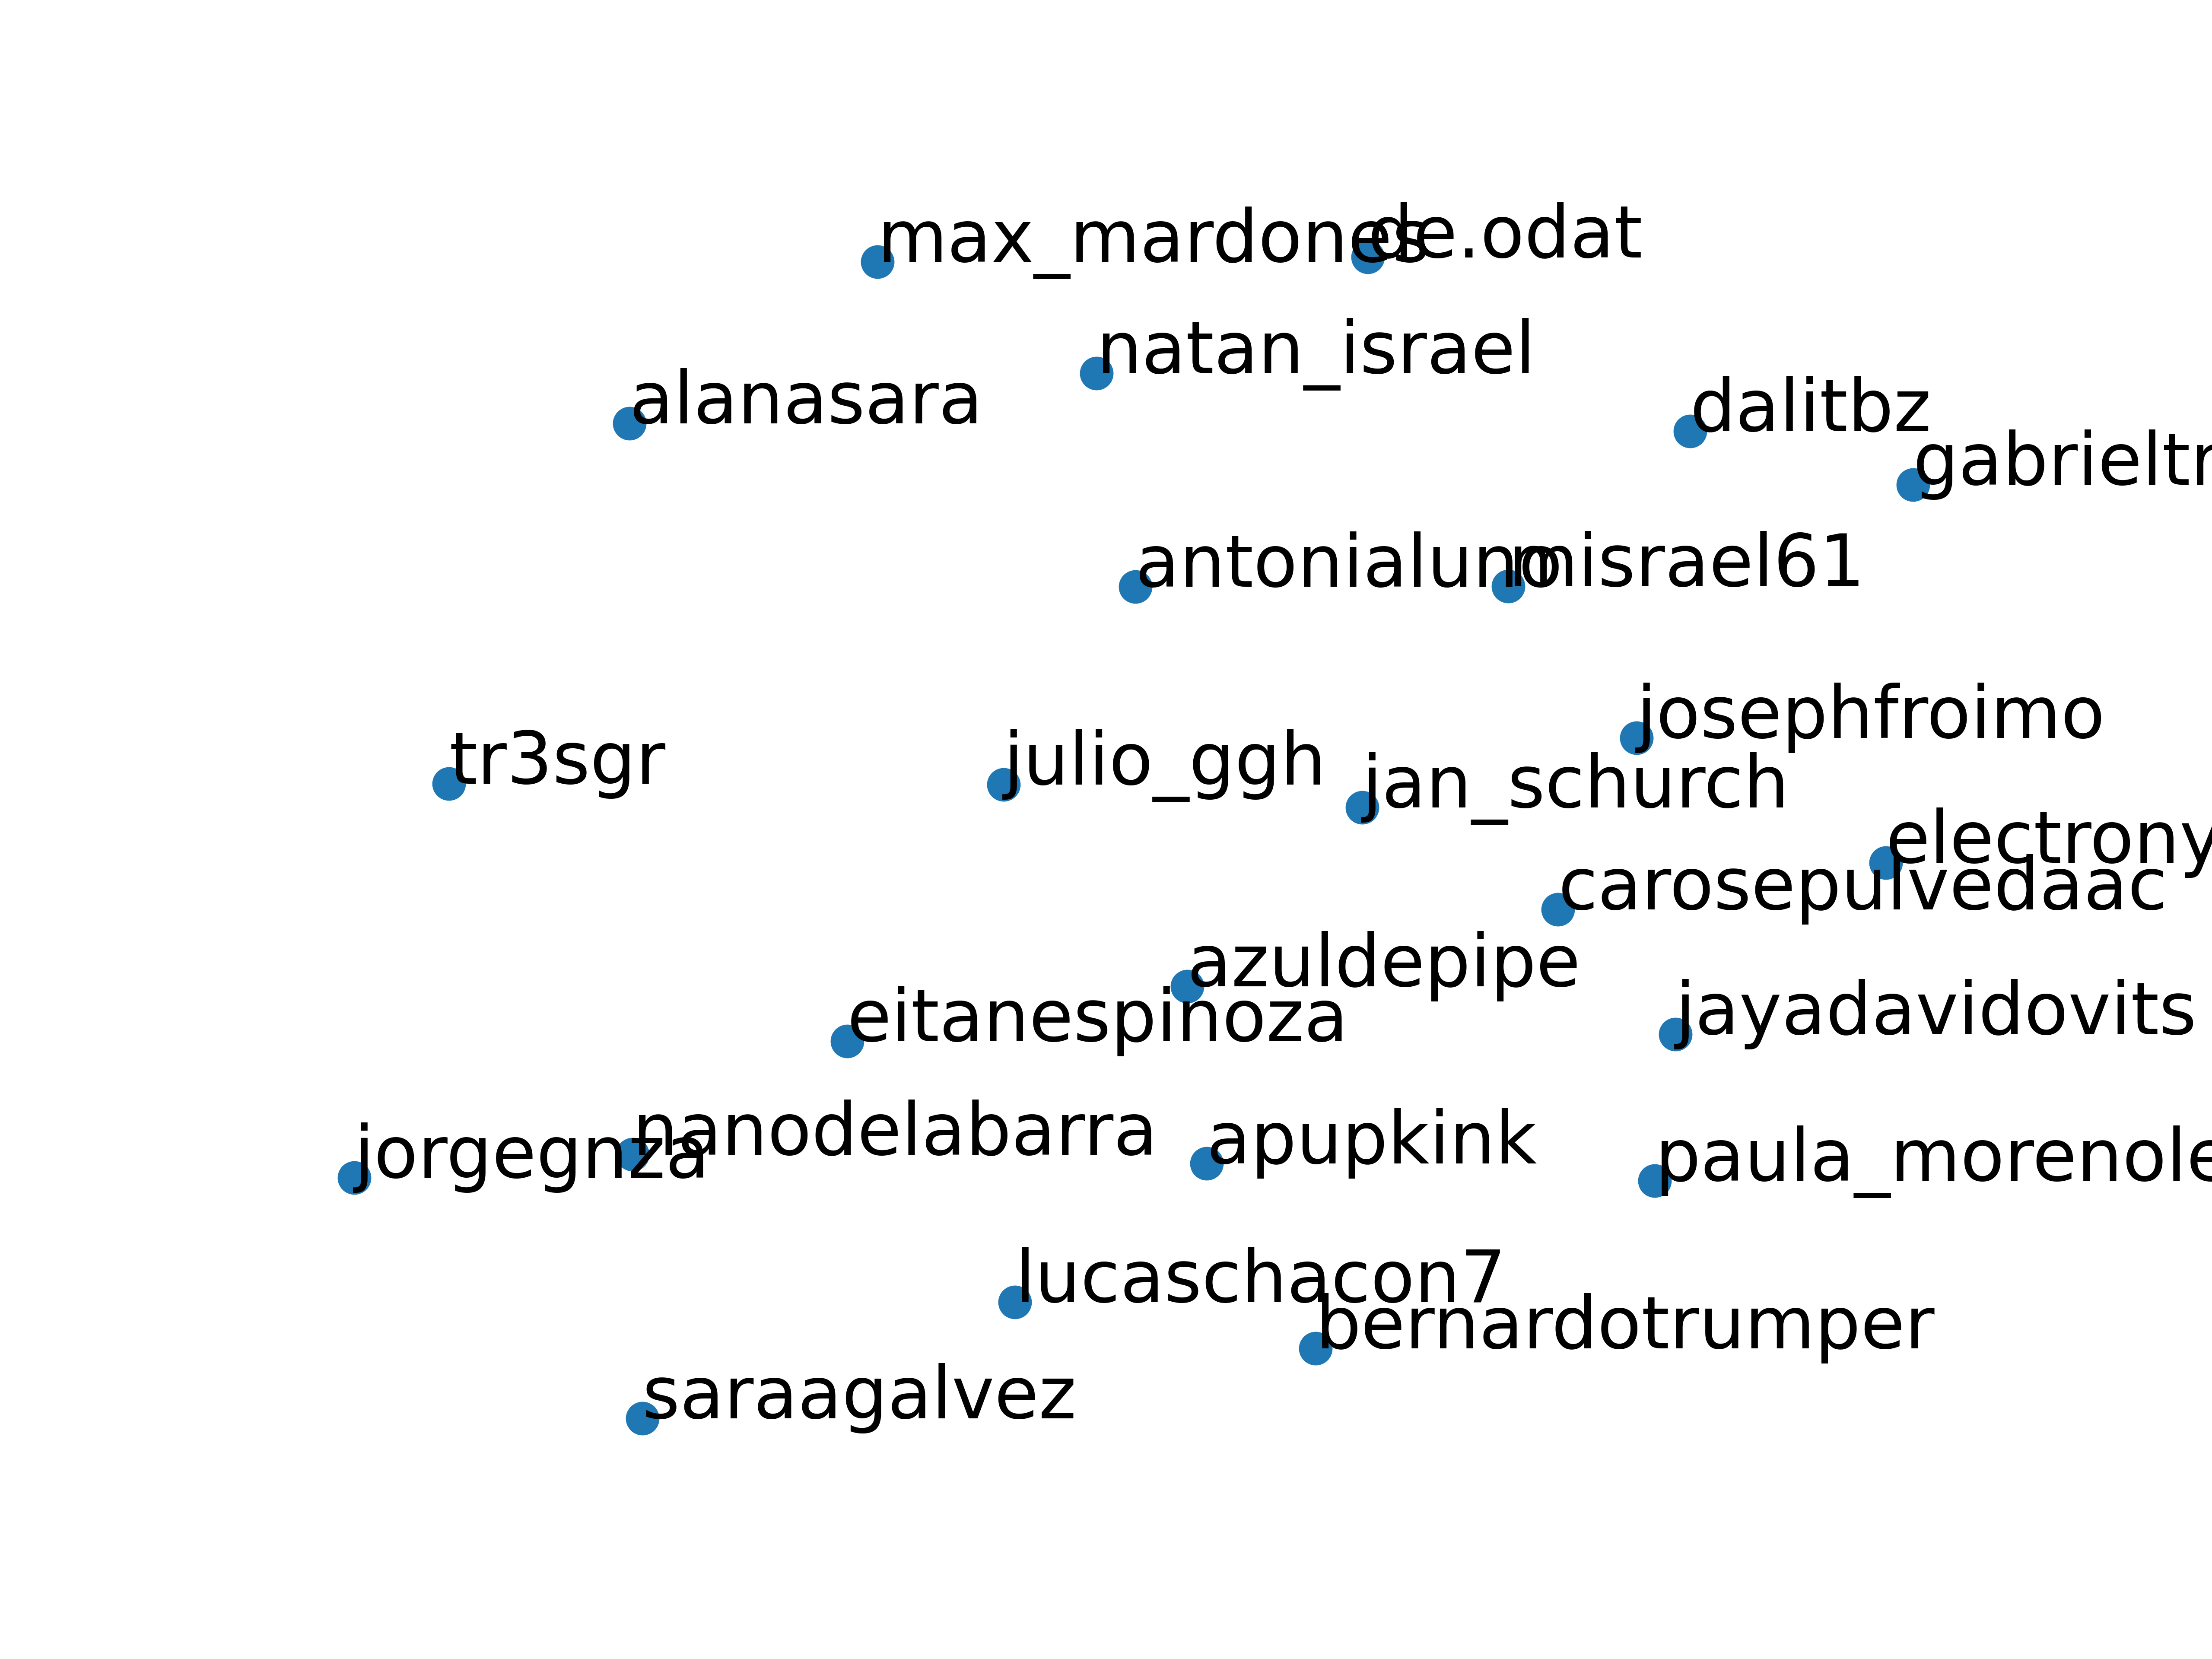 max_mardones
de.odat
natan_israel
alanasara
dalitbz
gabrieltr
antonialuno
misrael61
josephfroimo
tr3sgr
julio_ggh
jan_schurch
electrony
carosepulvedaac
azuldepipe
eitanespinoza
jayadavidovits
nanodelabarra
apupkink
jorgegnza
paula_morenole
lucaschacon7
bernardotrumper
saraagalvez